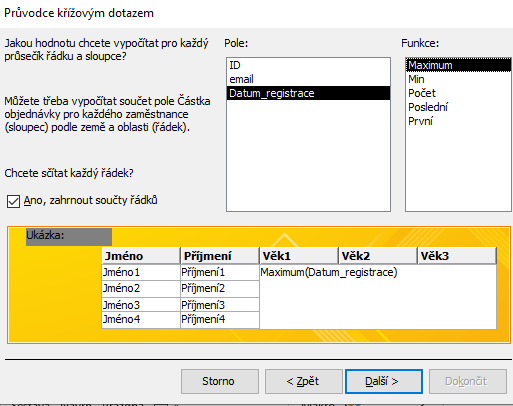 Průvodce křížovým dotazem
Jakou hodnotu chcete vypočítat pro každý
průsečík řádku a sloupce?
Můžete třeba vypočítat součet pole Částka
objednávky pro každého zaměstnance
(sloupec) podle země a oblasti (řádek).
Chcete sčítat každý řádek?
Ano, zahrnout součty řádků
Pole:
ID
email
Datum_registrace
Funkce:
Maximum
Min
Počet
Poslední
První
Ukázka:
Jméno Příjmení Věk1 Věk2 Věk3
Jméno1 Příjmení1 Maximum(Datum_registrace)
Jméno2 Příjmení2
Jméno3 Příjmení3
Jméno4 Příjmení4
Storno < Zpět Další > Dokončit